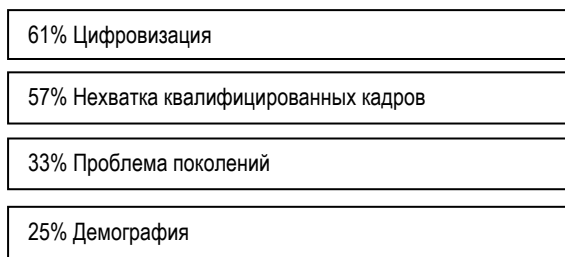 61% Цифровизация
57% Нехватка квалифицированных кадров
33% Проблема поколений
25% Демография